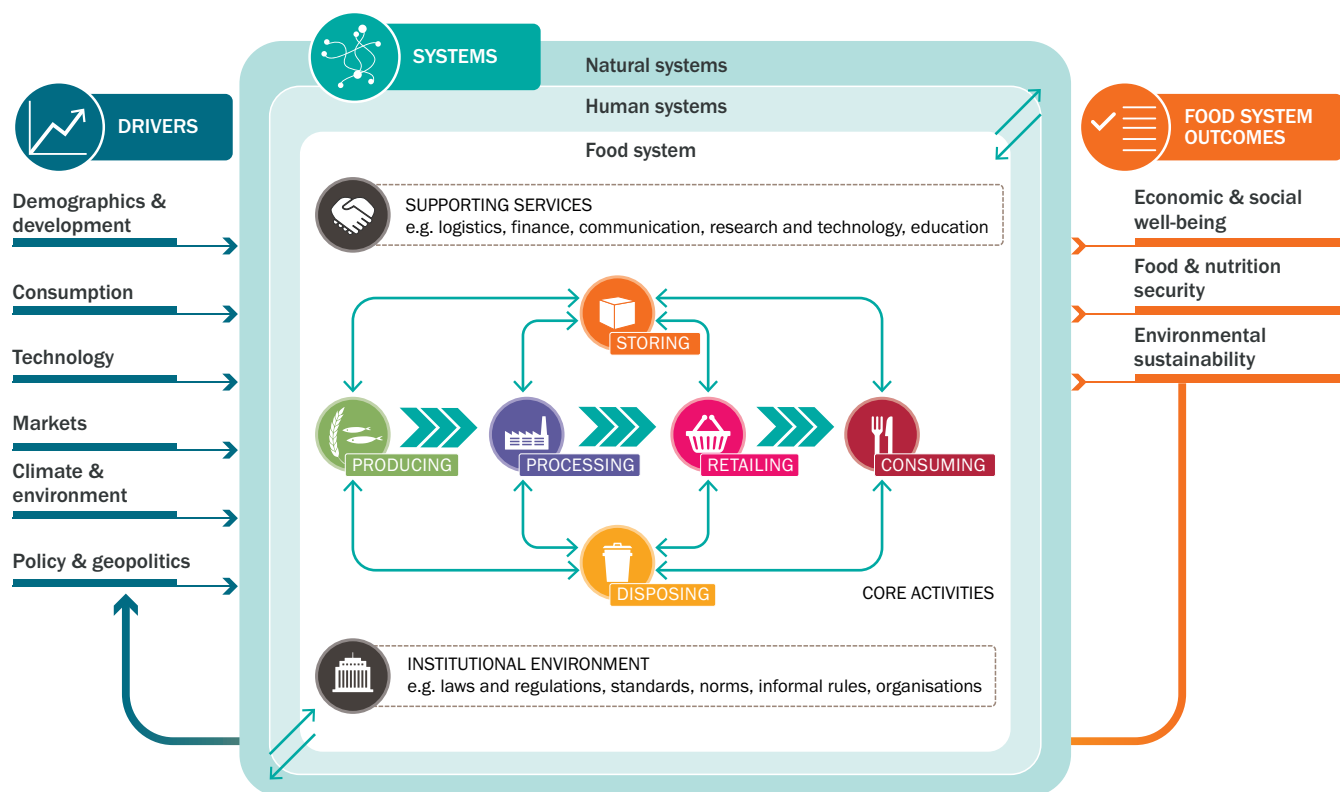 SYSTEMS
Natural systems
Human systems
Food system
DRIVERS
Demographics &
development
Consumption
Technology
Markets
Climate &
environment
Policy & geopolitics
SUPPORTING SERVICES
e.g. logistics, finance, communication, research and technology, education
STORING
PRODUCING
PROCESSING
RETAILING
CONSUMING
DISPOSING
CORE ACTIVITIES
INSTITUTIONAL ENVIRONMENT
e.g. laws and regulations, standards, norms, informal rules, organisations
FOOD SYSTEM
OUTCOMES
Economic & social
well-being
Food & nutrition
security
Environmental
sustainability